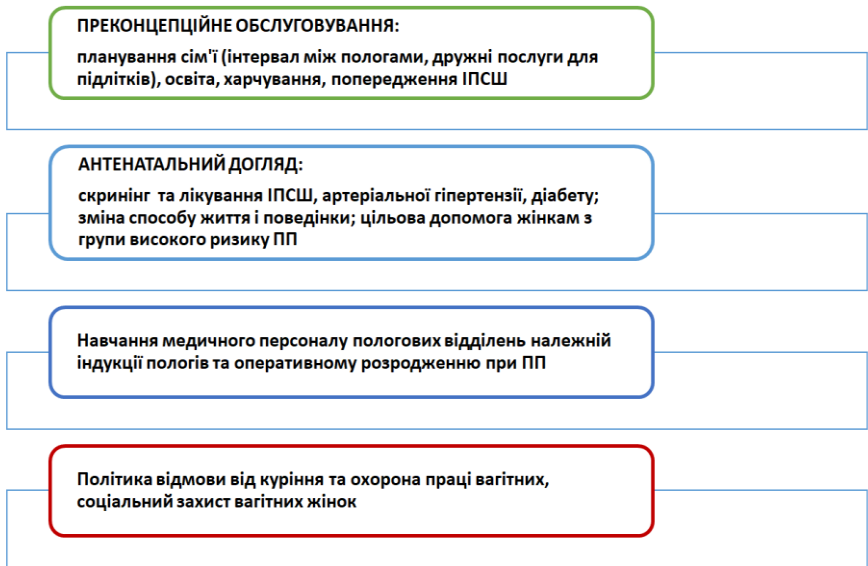 ПРЕКОНЦЕПЦІЙНЕ ОБСЛУГОВУВАННЯ:
планування сім'ї (інтервал між пологами, дружні послуги для
підлітків), освіта, харчування, попередження ІПСШ
АНТЕНАТАЛЬНИЙ ДОГЛЯД:
скринінг та лікування ІПСШ, артеріальної гіпертензії, діабету;
зміна способу життя і поведінки; цільова допомога жінкам з
групи високого ризику ПП
Навчання медичного персоналу пологових відділень належній
індукції пологів та оперативному розродженню при ПП
Політика відмови від куріння та охорона праці вагітних,
соціальний захист вагітних жінок